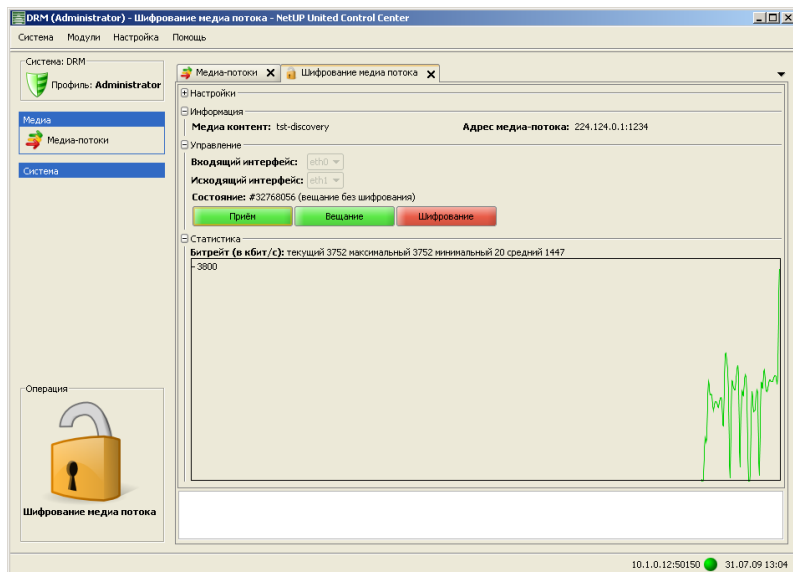 DRM (Administrator) - Шифрование медиа потока - NetUP United Control Center
Система Модули Настройка Помощь
Система: DRM
Профиль: Administrator
Медиа
Медиа-потоки
Система
Операция
Шифрование медиа потока
Медиа-потоки Шифрование медиа потока
Настройки
Информация
Медиа контент: tst-discovery Адрес медиа-потока: 224.124.0.1:1234
Управление
Входящий интерфейс: eth0
Исходящий интерфейс: eth1
Состояние: #32768056 (вещание без шифрования)
Приём Вещание Шифрование
Статистика
Битрейт (в кбит/с): текущий 3752 максимальный 3752 минимальный 20 средний 1447
3800
10.1.0.12:50150 31.07.09 13:04